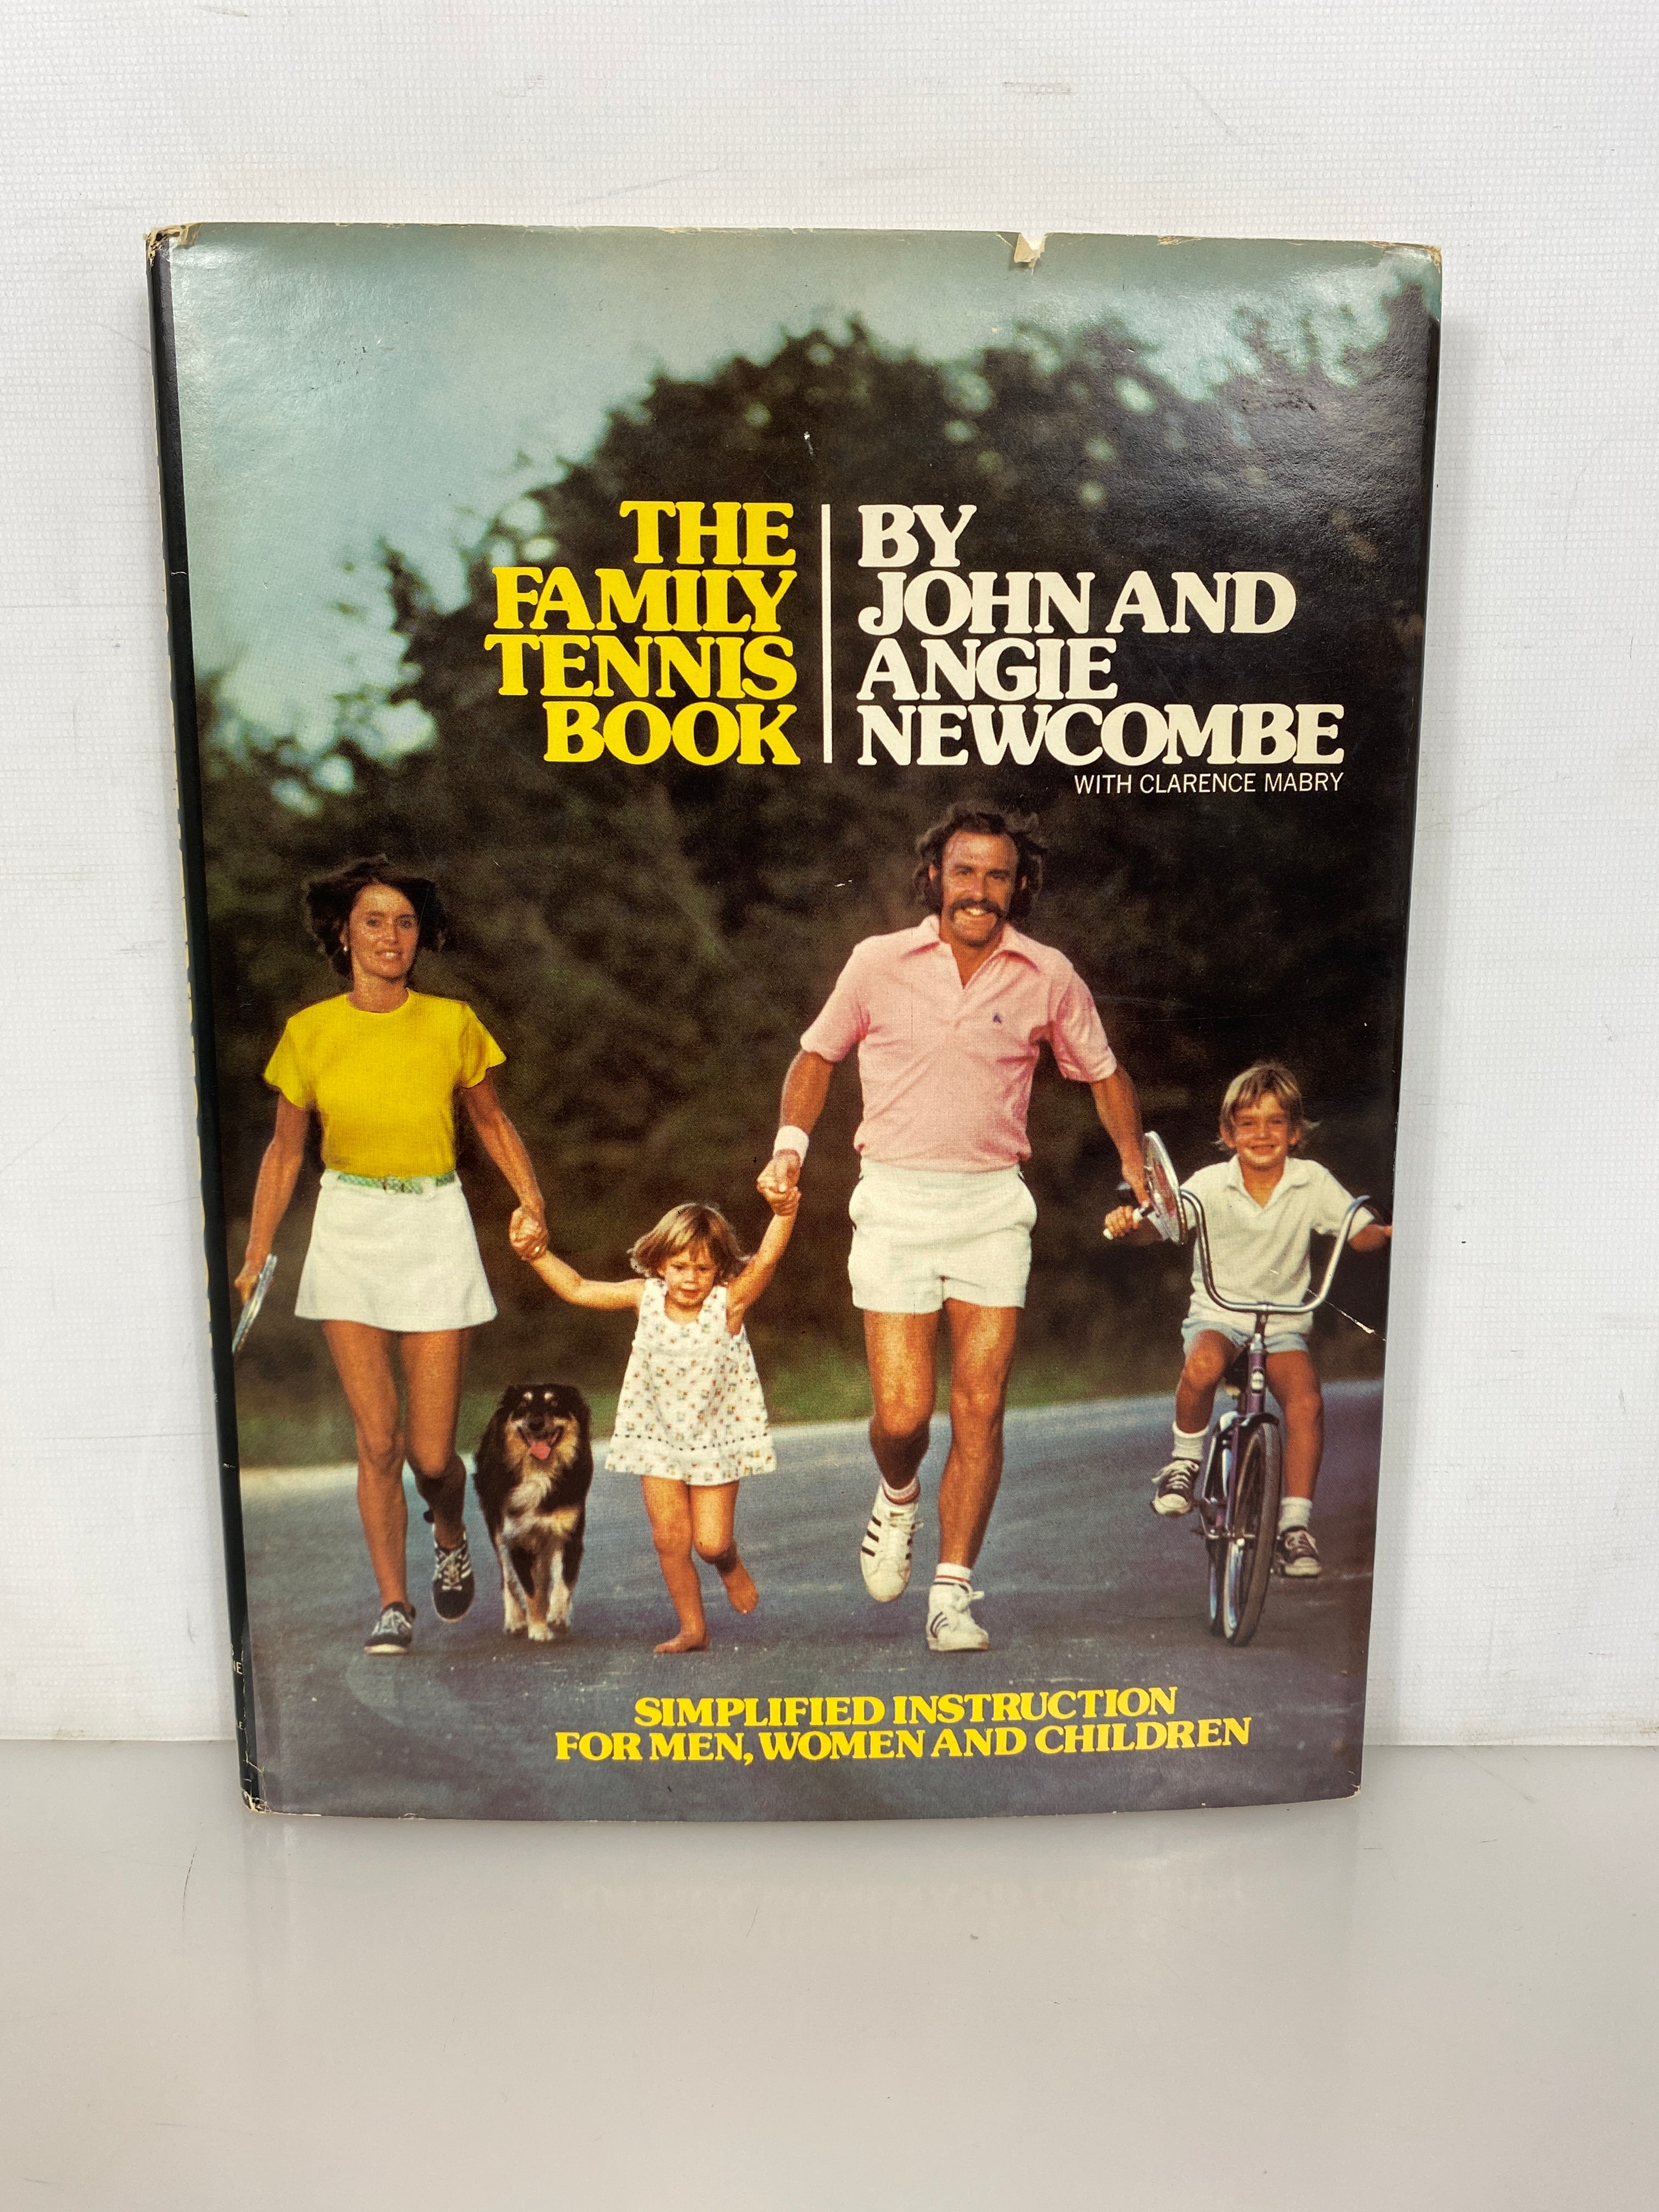 THE
FAMILY
TENNIS
BOOK
BY
JOHN AND
ANGIE
NEWCOMBE
WITH CLARENCE MABRY
SIMPLIFIED INSTRUCTION
FOR MEN, WOMEN AND CHILDREN